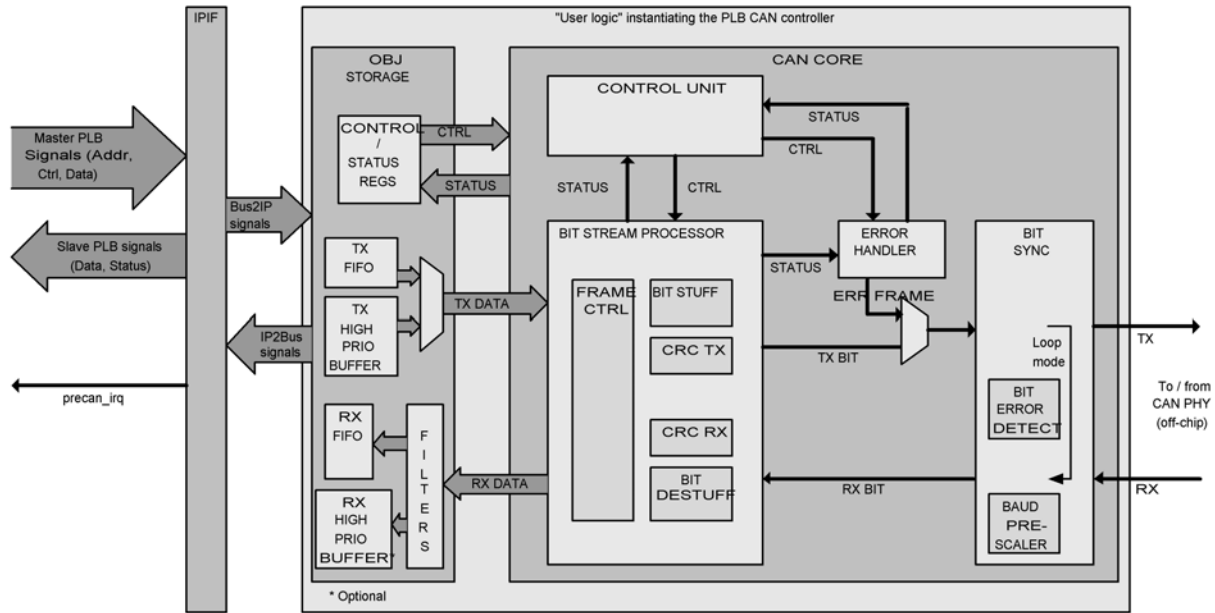 IPIF
"User logic" instantiating the PLB CAN controller
OBJ
STORAGE
CAN CORE
CONTROL UNIT
CONTROL
/
STATUS
REGS
CTRL
STATUS
STATUS
CTRL
STATUS
CTRL
Master PLB
Signals (Addr,
Ctrl, Data)
Bus2IP
signals
Slave PLB signals
(Data, Status)
IP2Bus
signals
precan_irq
TX
FIFO
TX
HIGH
PRIO
BUFFER
TX DATA
BIT STREAM PROCESSOR
FRAME
CTRL
BIT STUFF
CRC TX
CRC RX
BIT
DESTUFF
STATUS
ERROR
HANDLER
ERR FRAME
TX BIT
BIT
SYNC
Loop
mode
BIT
ERROR
DETECT
BAUD
PRE-
SCALER
TX
To / from
CAN PHY
(off-chip)
RX
RX BIT
RX
FIFO
RX
HIGH
PRIO
BUFFER*
FILTERS
RX DATA
* Optional